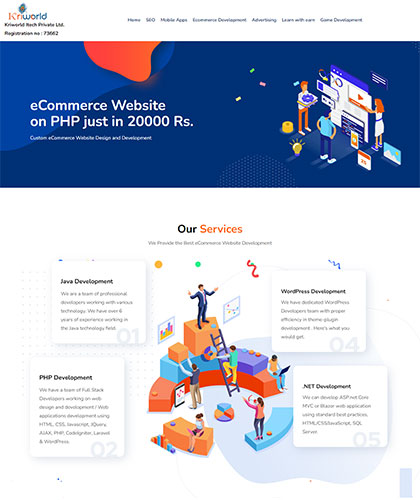 Kriworld
Kriworld Itech Private Ltd.
Registration no : 73662
Home SEO Mobile Apps Ecommerce Development Advertising Learn with earn Game Development
eCommerce Website
on PHP just in 20000 Rs.
Custom eCommerce Website Design and Development
Our Services
We Provide the Best eCommerce Website Development
Java Development
We are a team of professional
developers working with various
technology. We have over 6
years of experience working in
the Java technology field.
01
WordPress Development
We have dedicated WordPress
Developers team with proper
efficiency in theme plugin
development . Here's what you
would get.
04
PHP Development
We have a team of Full Stack
Developers working on web
design and development / Web
applications development using
HTML, CSS, Javascript, JQuery,
AJAX, PHP, CodeIgniter, Laravel
& WordPress.
02
.NET Development
We can develop ASP.net Core
MVC or Blazor web application
using standard best practices,
HTML/CSS/JavaScript, SQL
Server.
05